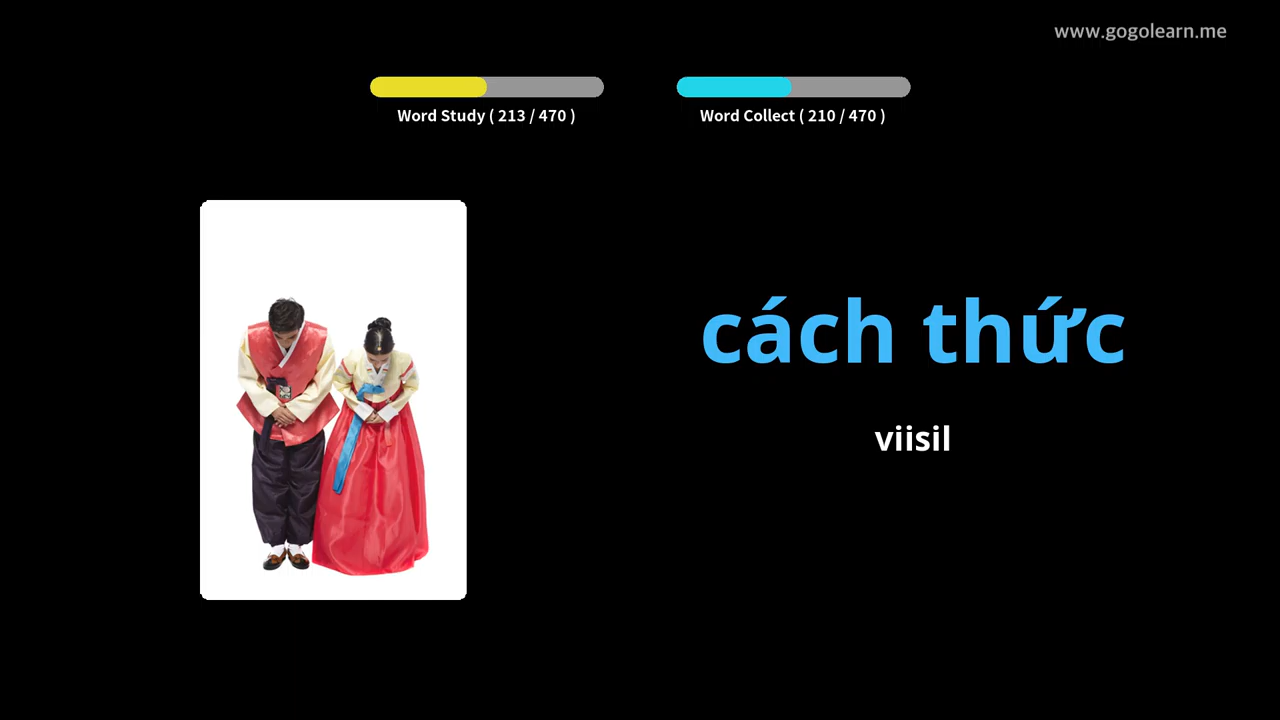 www.gogolearn.me
Word Study ( 213 / 470 )
Word Collect ( 210 / 470 )
cách thức
viisil